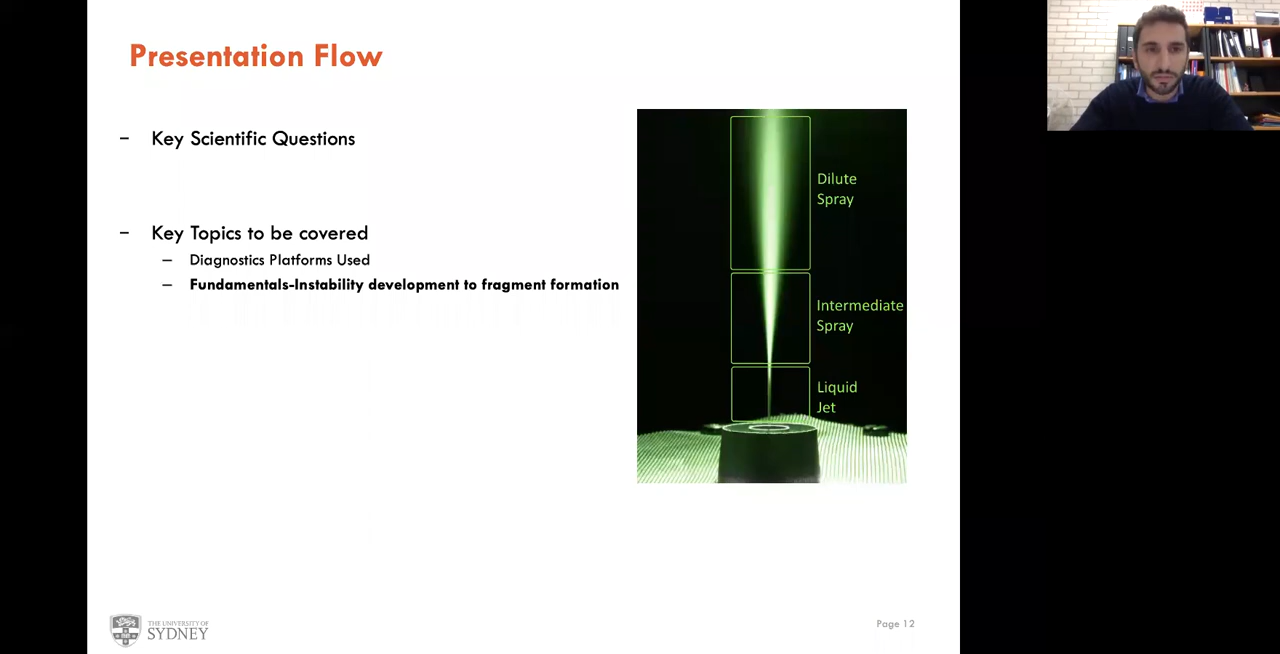 Presentation Flow
– Key Scientific Questions
– Key Topics to be covered
– Diagnostics Platforms Used
– Fundamentals-Instability development to fragment formation
Dilute
Spray
Intermediate
Spray
Liquid
Jet
THE UNIVERSITY OF
SYDNEY
Page 12